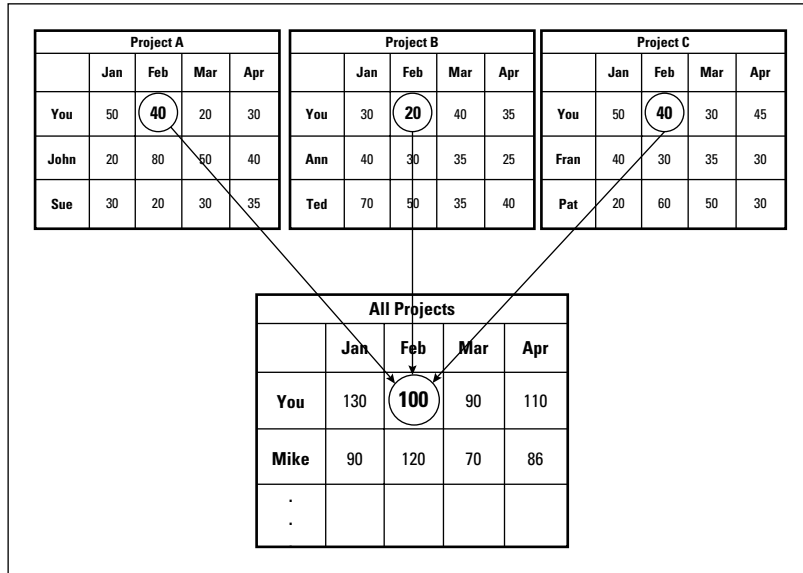 Project A
Jan Feb Mar Apr
You 50 40 20 30
John 20 80 50 40
Sue 30 20 30 35
Project B
Jan Feb Mar Apr
You 30 20 40 35
Ann 40 30 35 25
Ted 70 50 35 40
Project C
Jan Feb Mar Apr
You 50 40 30 45
Fran 40 30 35 30
Pat 20 60 50 30
All Projects
Jan Feb Mar Apr
You 130 100 90 110
Mike 90 120 70 86
.
.
.